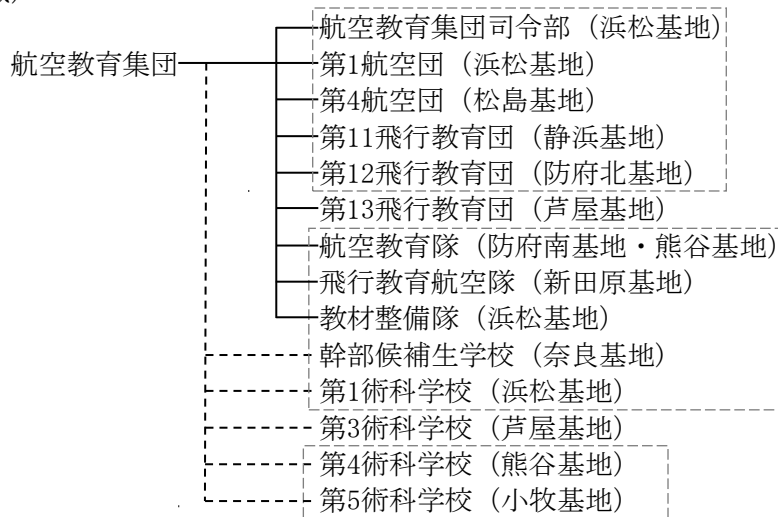 航空教育集団司令部（浜松基地）
航空教育集団
第1航空団（浜松基地）
第4航空団（松島基地）
第11飛行教育団（静浜基地）
第12飛行教育団（防府北基地）
第13飛行教育団（芦屋基地）
航空教育隊（防府南基地・熊谷基地）
飛行教育航空隊（新田原基地）
教材整備隊（浜松基地）
幹部候補生学校（奈良基地）
第1術科学校（浜松基地）
第3術科学校（芦屋基地）
第4術科学校（熊谷基地）
第5術科学校（小牧基地）